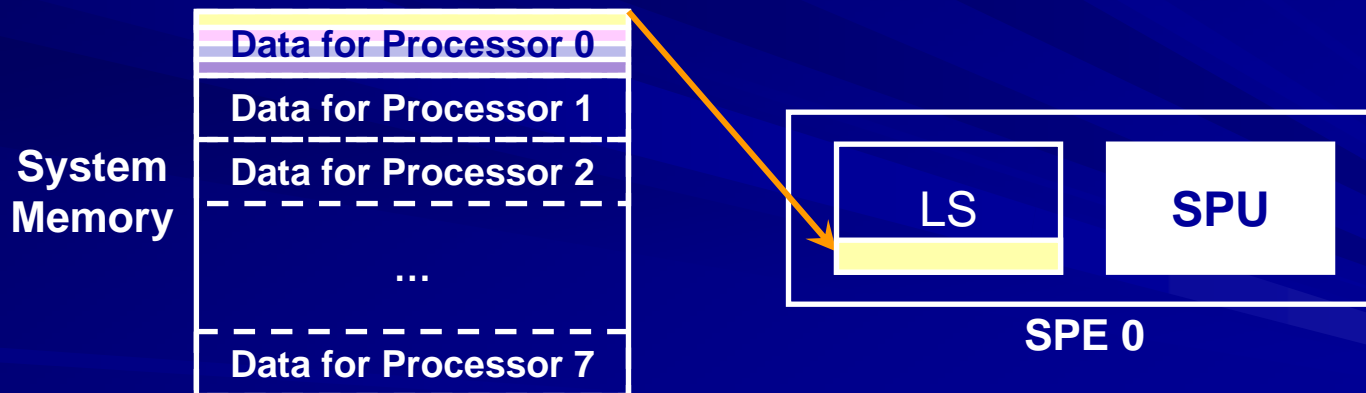 Data for Processor 0
Data for Processor 1
Data for Processor 2
…
Data for Processor 7
System
Memory
LS
SPU
SPE 0